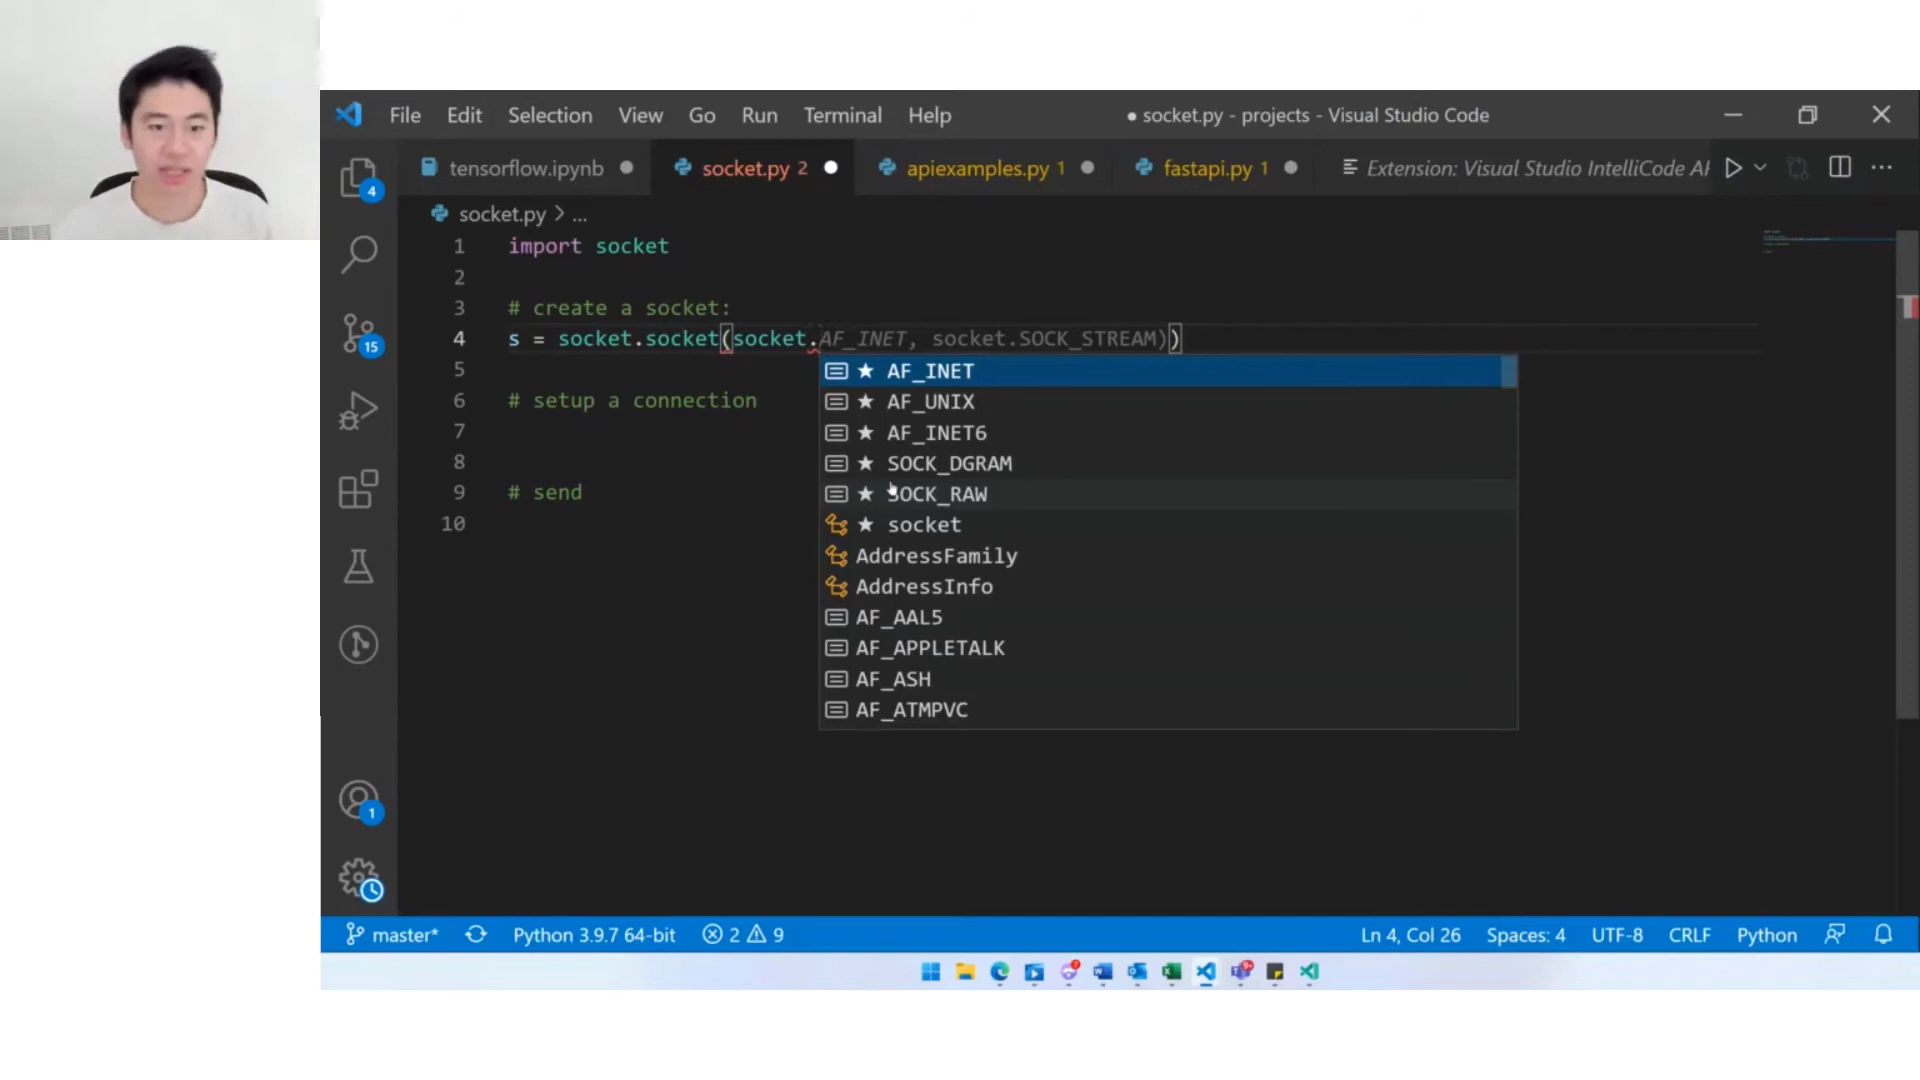 File Edit Selection View Go Run Terminal Help
● socket.py - projects - Visual Studio Code
tensorflow.ipynb ● socket.py 2 ● apiexamples.py 1 ● fastapi.py 1 ● Extension: Visual Studio IntelliCode AI
socket.py > ...
1 import socket
2
3 # create a socket:
4 s = socket.socket(socket.AF_INET, socket.SOCK_STREAM))
5
6 # setup a connection
7
8
9 # send
10
★ AF_INET
★ AF_UNIX
★ AF_INET6
★ SOCK_DGRAM
★ SOCK_RAW
★ socket
AddressFamily
AddressInfo
AF_AAL5
AF_APPLETALK
AF_ASH
AF_ATMPVC
4
15
1
master* Python 3.9.7 64-bit 2 9 Ln 4, Col 26 Spaces: 4 UTF-8 CRLF Python